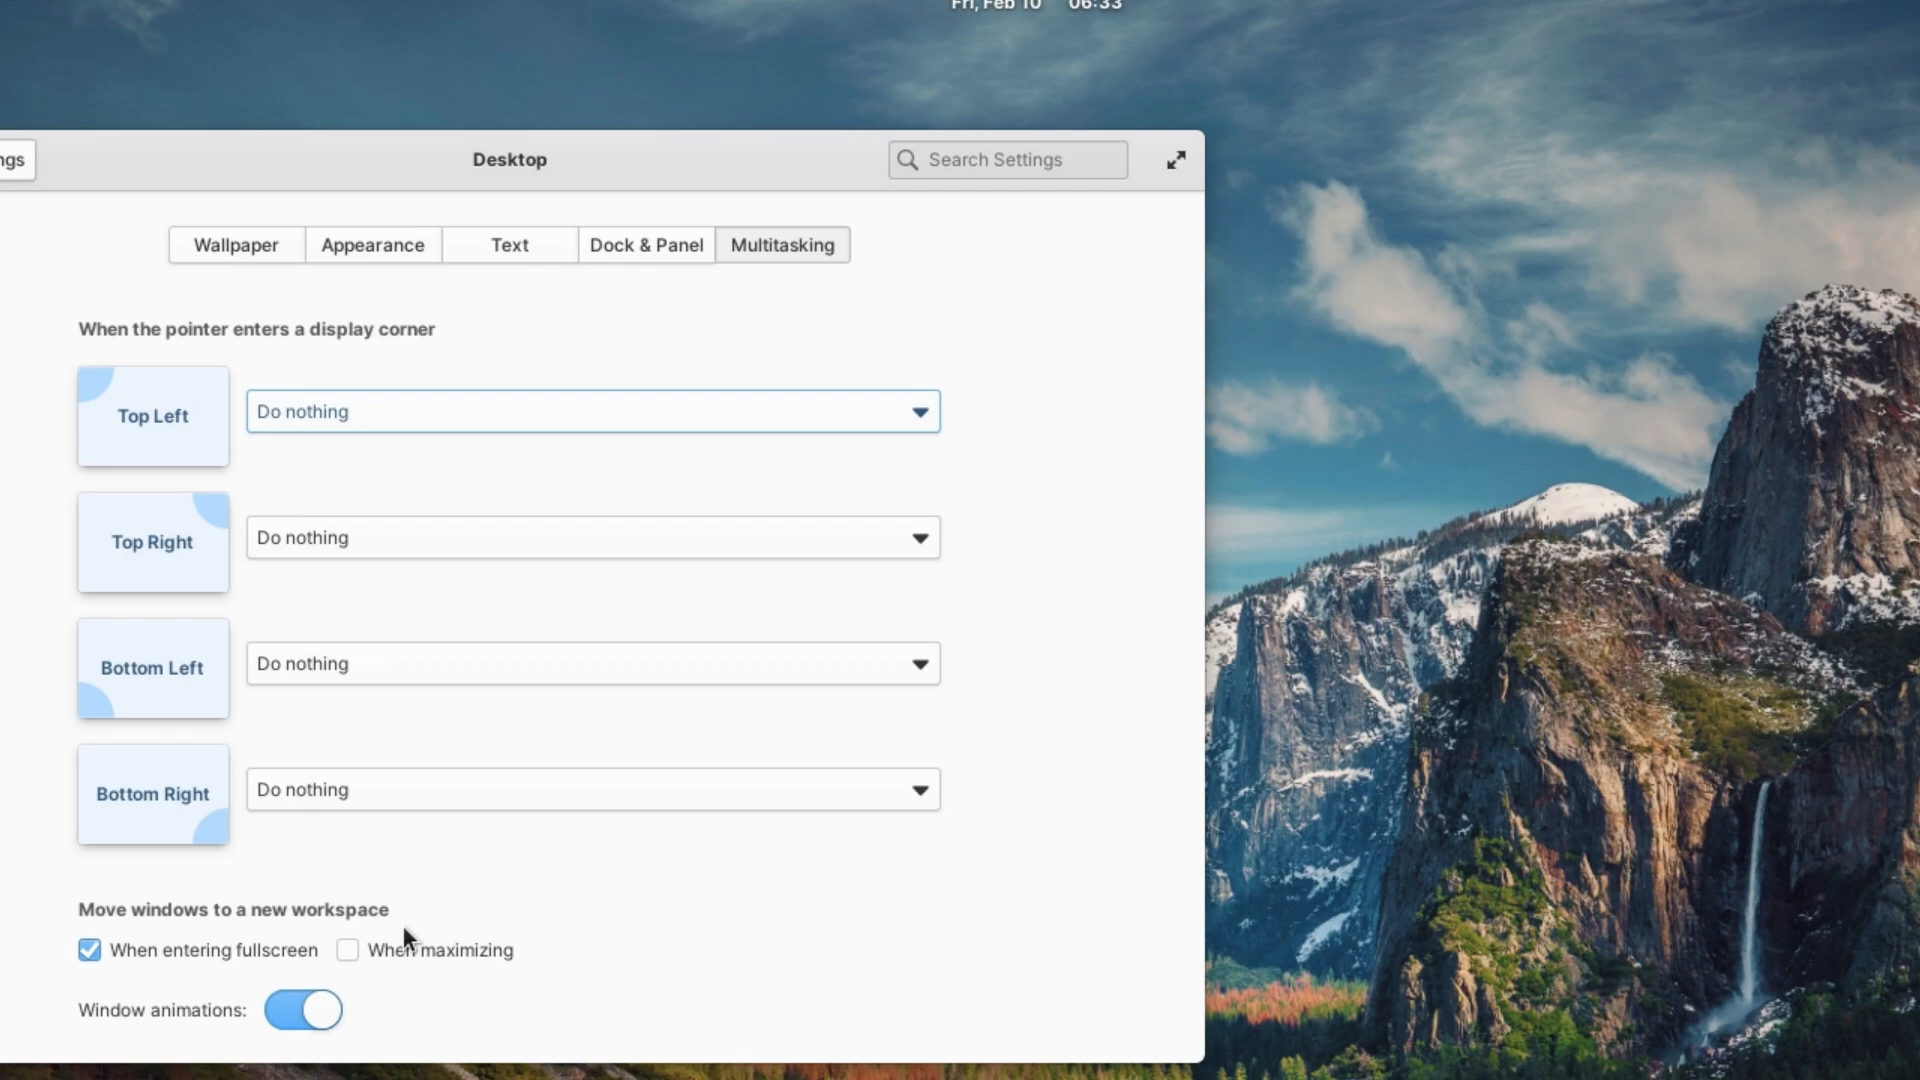 Fri, Feb 10 06:33
ngs
Desktop
Search Settings
Wallpaper Appearance Text Dock & Panel Multitasking
When the pointer enters a display corner
Top Left Do nothing
Top Right Do nothing
Bottom Left Do nothing
Bottom Right Do nothing
Move windows to a new workspace
When entering fullscreen When maximizing
Window animations: